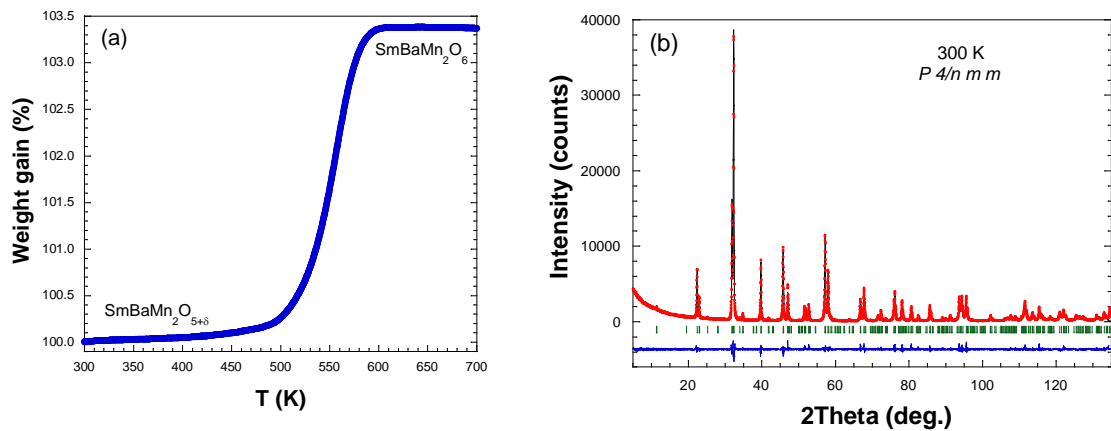 (a)
103.5
103.0
102.5
102.0
101.5
101.0
100.5
100.0
Weight gain (%)
SmBaMn₂O₆
SmBaMn₂O₅₊δ
300 350 400 450 500 550 600 650 700
T (K)
(b)
40000
30000
20000
10000
0
Intensity (counts)
300 K
P 4/n m m
20 40 60 80 100 120
2Theta (deg.)